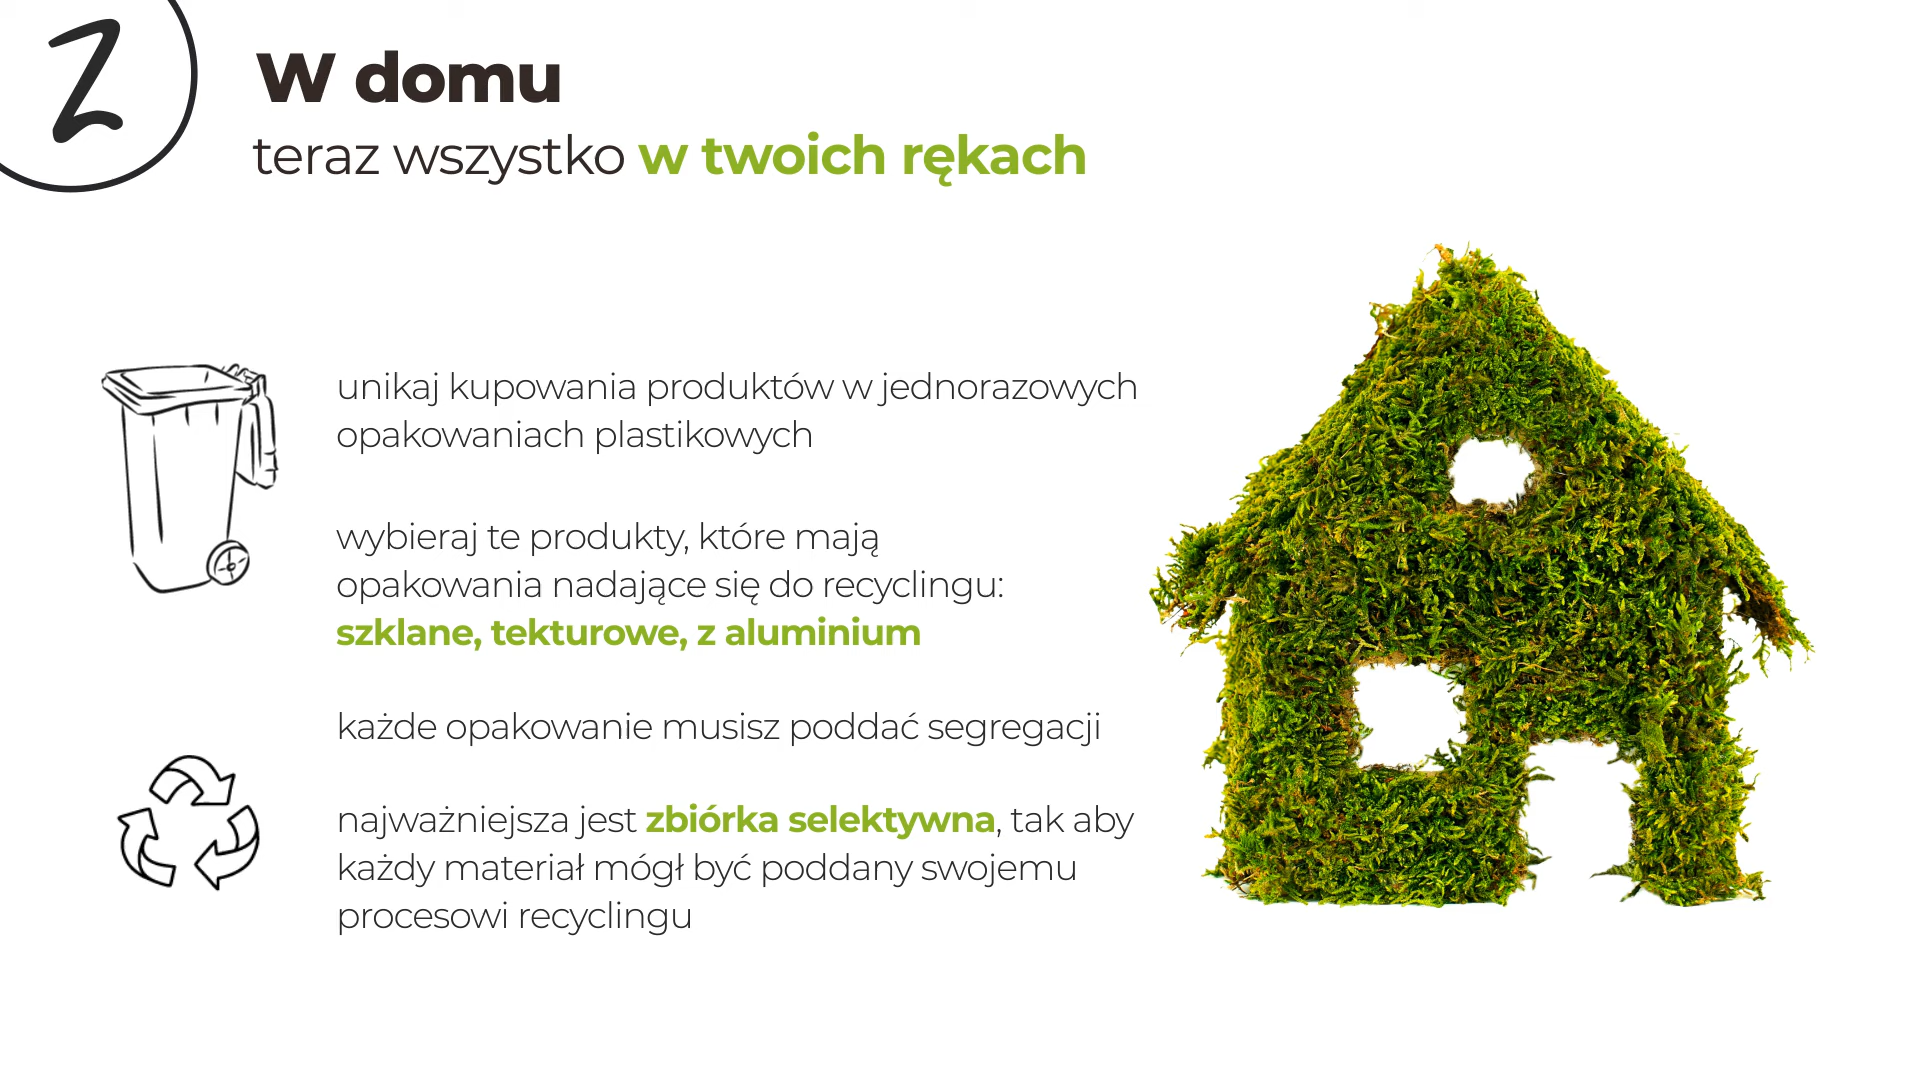 2
W domu
teraz wszystko w twoich rękach
unikaj kupowania produktów w jednorazowych
opakowaniach plastikowych
wybieraj te produkty, które mają
opakowania nadające się do recyclingu:
szklane, tekturowe, z aluminium
każde opakowanie musisz poddać segregacji
najważniejsza jest zbiórka selektywna, tak aby
każdy materiał mógł być poddany swojemu
procesowi recyclingu